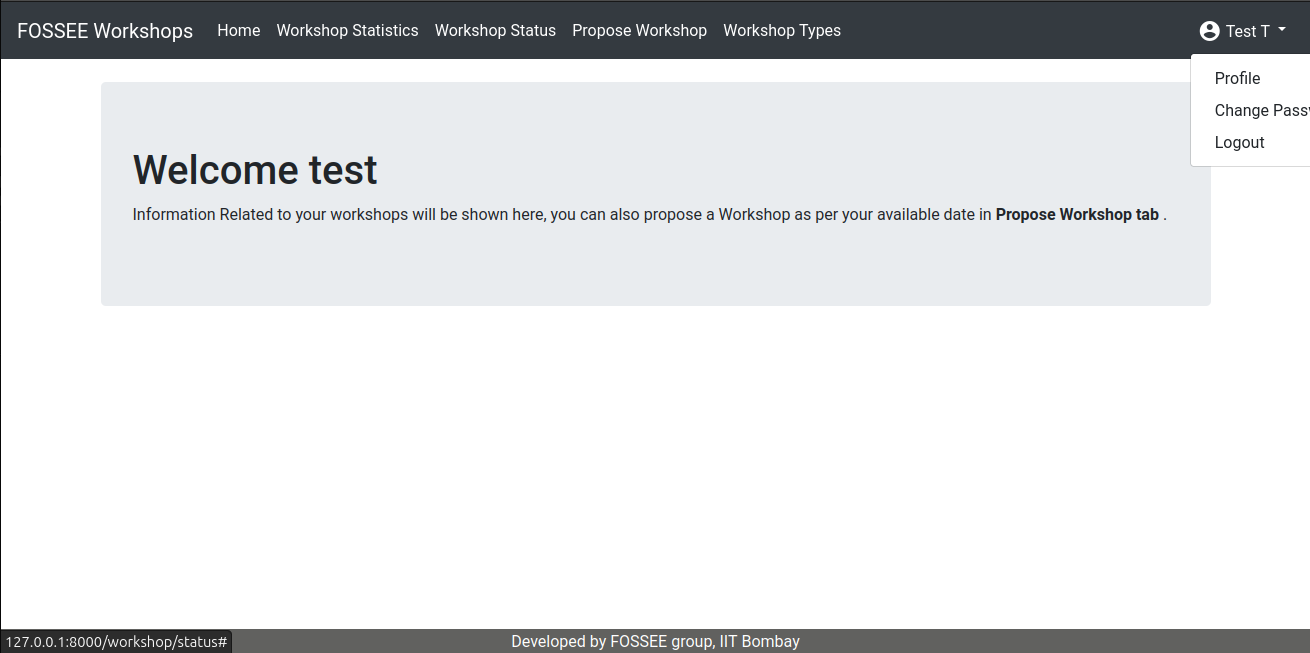 FOSSEE Workshops Home Workshop Statistics Workshop Status Propose Workshop Workshop Types Test T
Profile
Change Passw
Logout
Welcome test
Information Related to your workshops will be shown here, you can also propose a Workshop as per your available date in Propose Workshop tab .
127.0.0.1:8000/workshop/status#
Developed by FOSSEE group, IIT Bombay